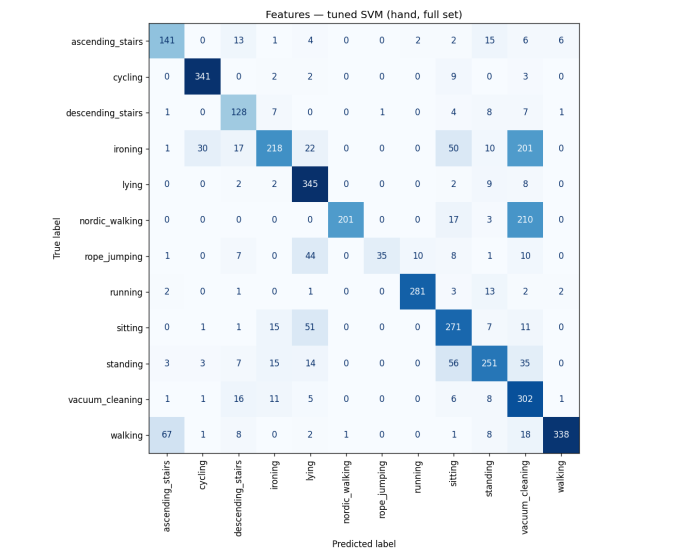 Features — tuned SVM (hand, full set)
True label
ascending_stairs 141 0 13 1 4 0 0 2 2 15 6 6
cycling 0 341 0 2 2 0 0 0 9 0 3 0
descending_stairs 1 0 128 7 0 0 1 0 4 8 7 1
ironing 1 30 17 218 22 0 0 0 50 10 201 0
lying 0 0 2 2 345 0 0 0 2 9 8 0
nordic_walking 0 0 0 0 0 201 0 0 17 3 210 0
rope_jumping 1 0 7 0 44 0 35 10 8 1 10 0
running 2 0 1 0 1 0 0 281 3 13 2 2
sitting 0 1 1 15 51 0 0 0 271 7 11 0
standing 3 3 7 15 14 0 0 0 56 251 35 0
vacuum_cleaning 1 1 16 11 5 0 0 0 6 8 302 1
walking 67 1 8 0 2 1 0 0 1 8 18 338
ascending_stairs cycling descending_stairs ironing lying nordic_walking rope_jumping running sitting standing vacuum_cleaning walking
Predicted label